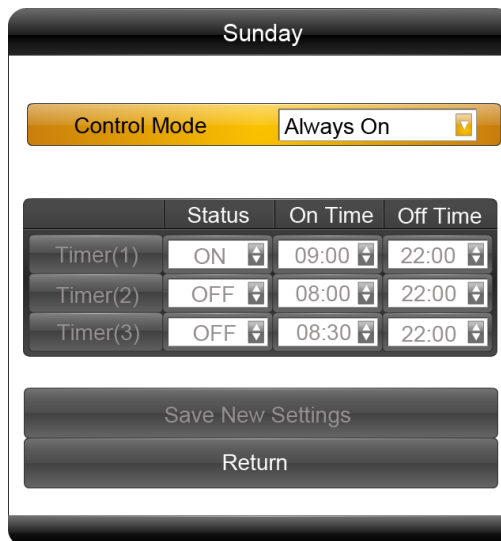 Sunday
Control Mode Always On
Status On Time Off Time
Timer(1) ON 09:00 22:00
Timer(2) OFF 08:00 22:00
Timer(3) OFF 08:30 22:00
Save New Settings
Return